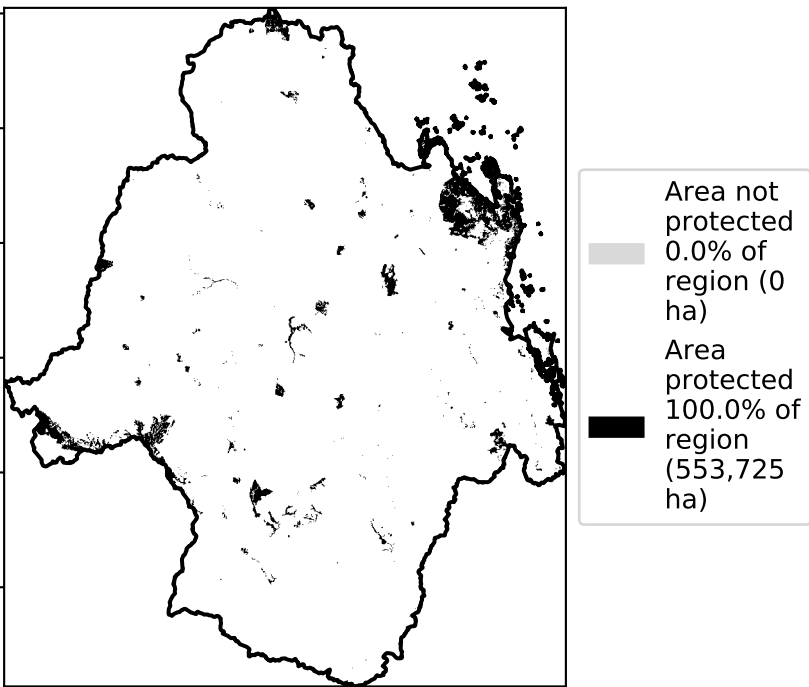 Area not
protected
0.0% of
region (0
ha)
Area
protected
100.0% of
region
(553,725
ha)